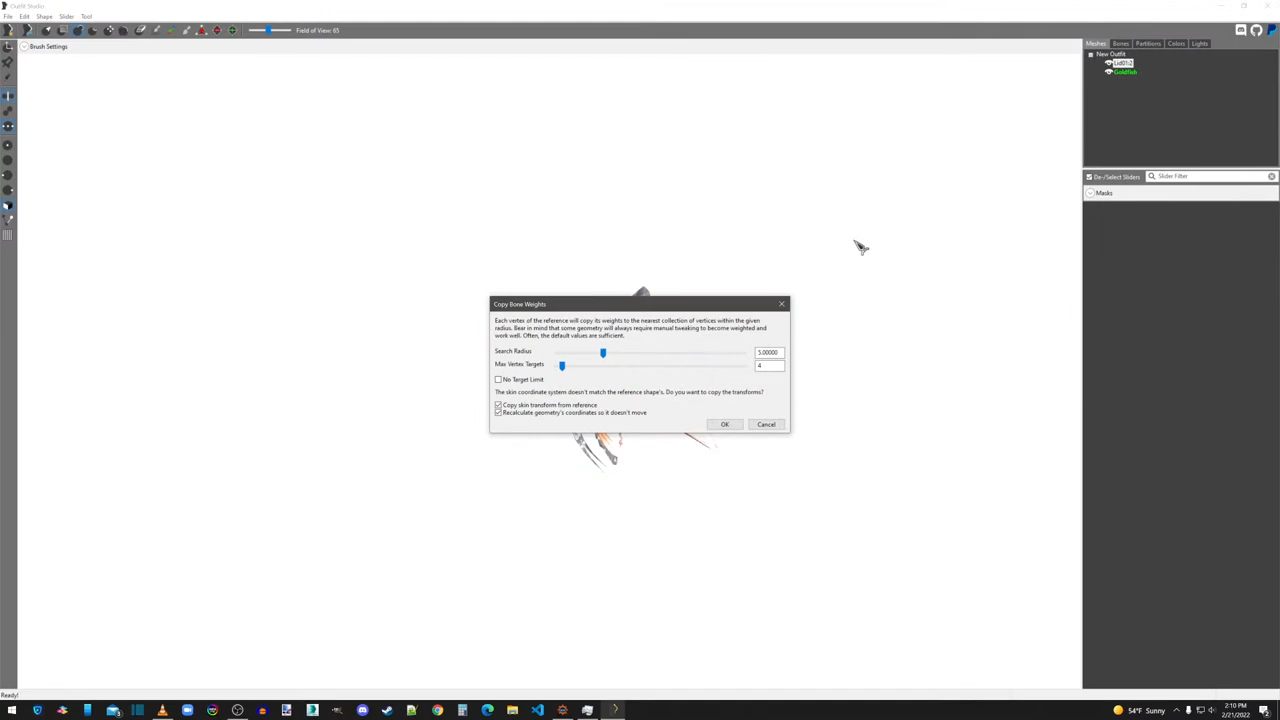 Outfit Studio
File Edit Shape Slider Tool
Field of View: 65
Brush Settings
Meshes Bones Partitions Colors Lights
New Outfit
Lid01:2
Goldfish
De-/Select Sliders Slider Filter
Masks
Copy Bone Weights
Each vertex of the reference will copy its weights to the nearest collection of vertices within the given
radius. Bear in mind that some geometry will always require manual tweaking to become weighted and
work well. Often, the default values are sufficient.
Search Radius 5.00000
Max Vertex Targets 4
No Target Limit
The skin coordinate system doesn't match the reference shape's. Do you want to copy the transforms?
Copy skin transform from reference
Recalculate geometry's coordinates so it doesn't move
OK Cancel
Ready!
54°F Sunny
2:10 PM
2/21/2022